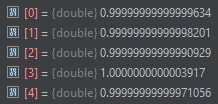 [0] = {double} 0.99999999999999634
[1] = {double} 0.99999999999998201
[2] = {double} 0.99999999999990929
[3] = {double} 1.0000000000003917
[4] = {double} 0.99999999999971056